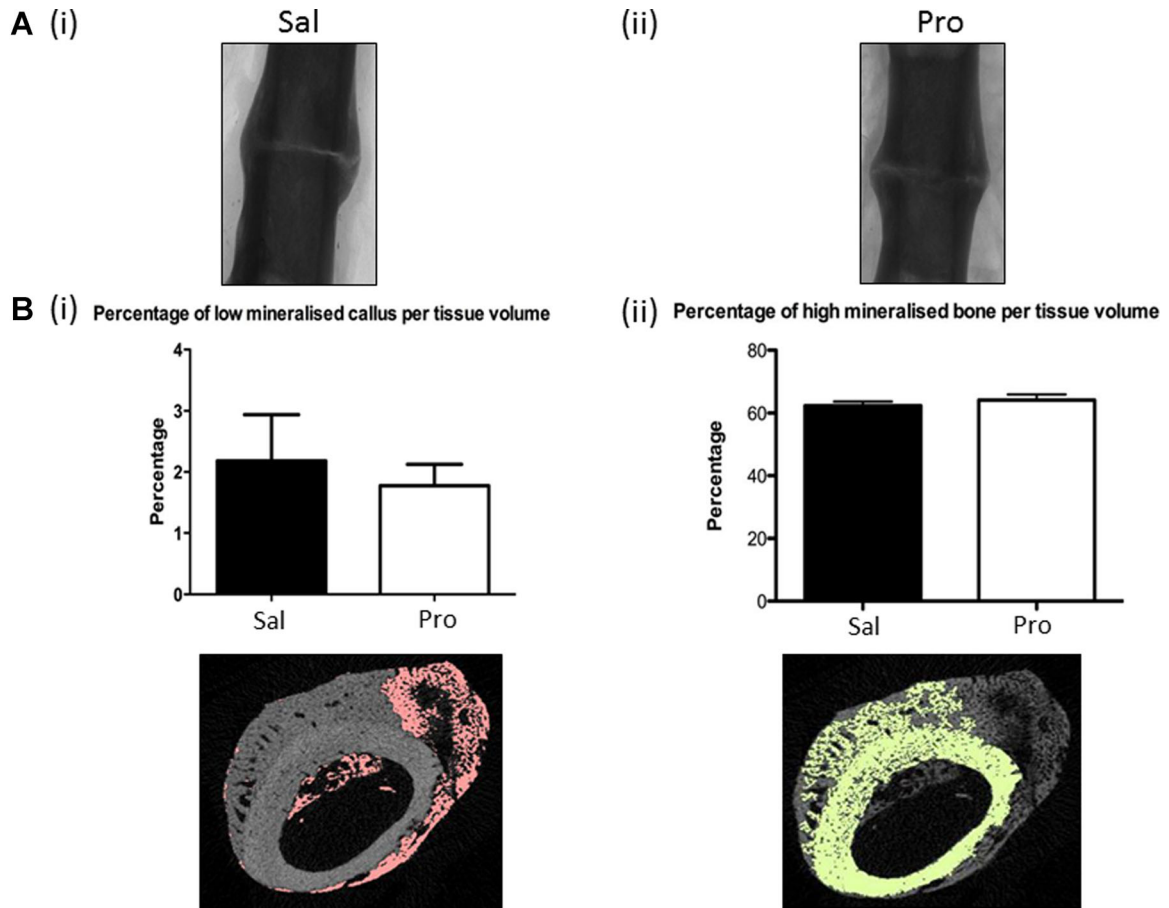 A (i) Sal
(ii) Pro
B (i) Percentage of low mineralised callus per tissue volume
4
3
2
1
0
Percentage
Sal Pro
(ii) Percentage of high mineralised bone per tissue volume
80
60
40
20
0
Percentage
Sal Pro